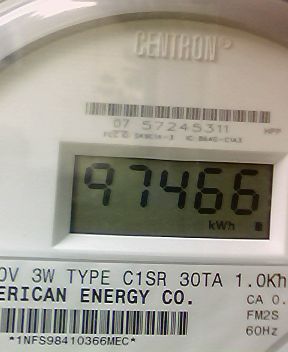 CENTRON®
07 57245311 HPP
97466
kWh
0V 3W TYPE C1SR 30TA 1.0Kh
ERICAN ENERGY CO.
CA 0.
FM2S
60Hz
*1NFS98410366MEC*